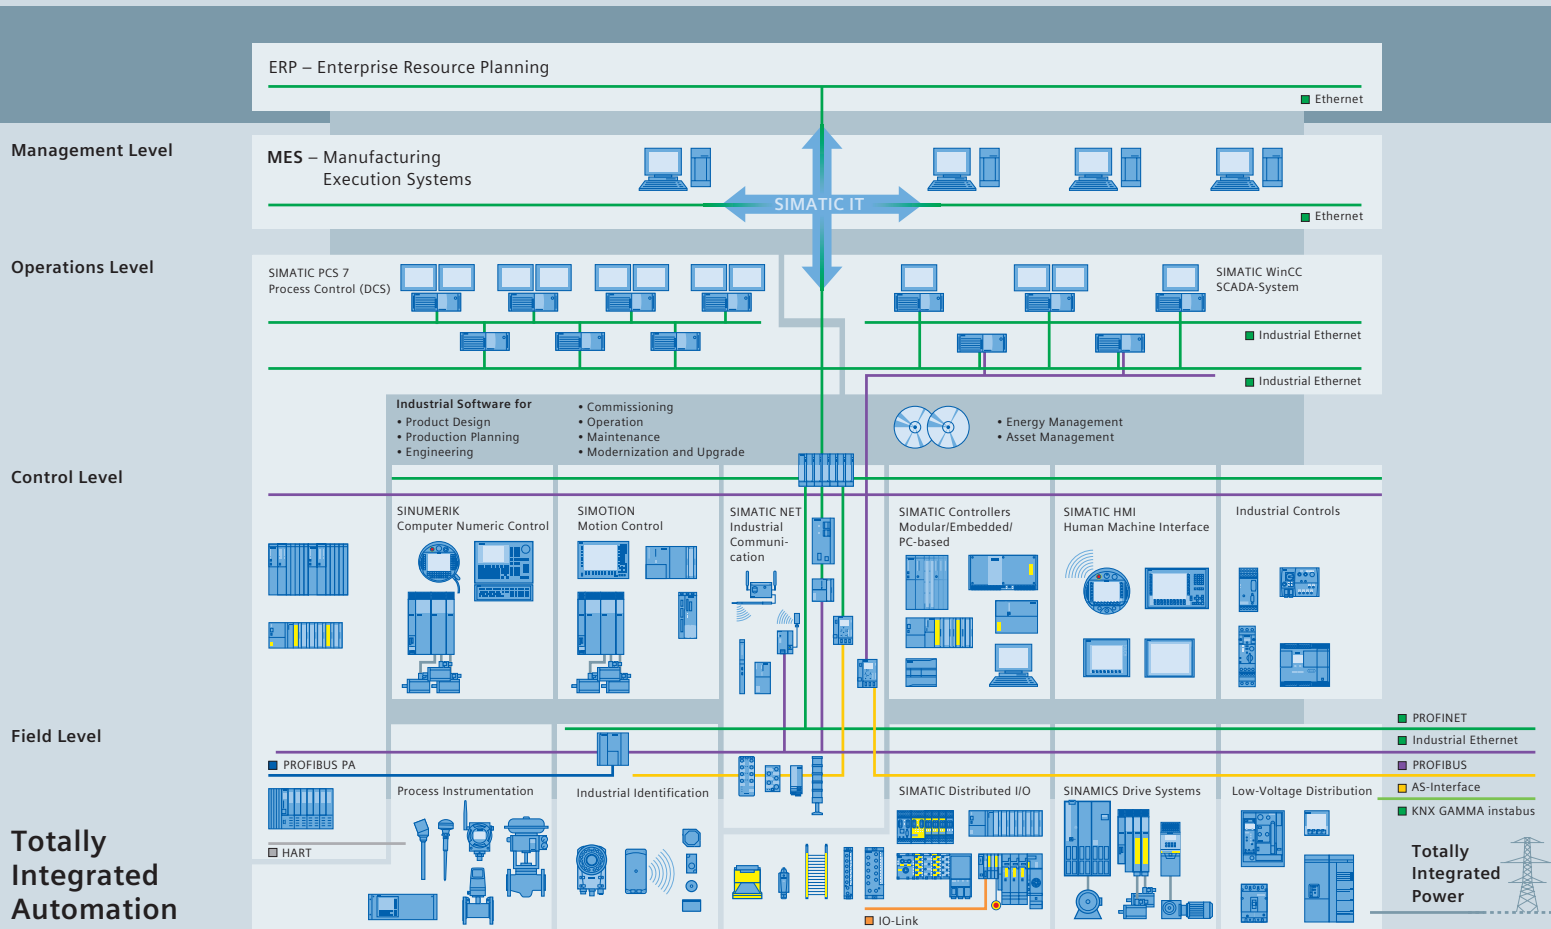 ERP – Enterprise Resource Planning
Ethernet
Management Level
MES – Manufacturing
Execution Systems
SIMATIC IT
Ethernet
Operations Level
SIMATIC PCS 7
Process Control (DCS)
SIMATIC WinCC
SCADA-System
Industrial Ethernet
Industrial Ethernet
Industrial Software for
• Product Design
• Production Planning
• Engineering
• Commissioning
• Operation
• Maintenance
• Modernization and Upgrade
• Energy Management
• Asset Management
Control Level
SINUMERIK
Computer Numeric Control
SIMOTION
Motion Control
SIMATIC NET
Industrial
Communi-
cation
SIMATIC Controllers
Modular/Embedded/
PC-based
SIMATIC HMI
Human Machine Interface
Industrial Controls
Field Level
PROFINET
Industrial Ethernet
PROFIBUS
AS-Interface
KNX GAMMA instabus
PROFIBUS PA
Process Instrumentation
Industrial Identification
SIMATIC Distributed I/O
SINAMICS Drive Systems
Low-Voltage Distribution
HART
IO-Link
Totally
Integrated
Automation
Totally
Integrated
Power